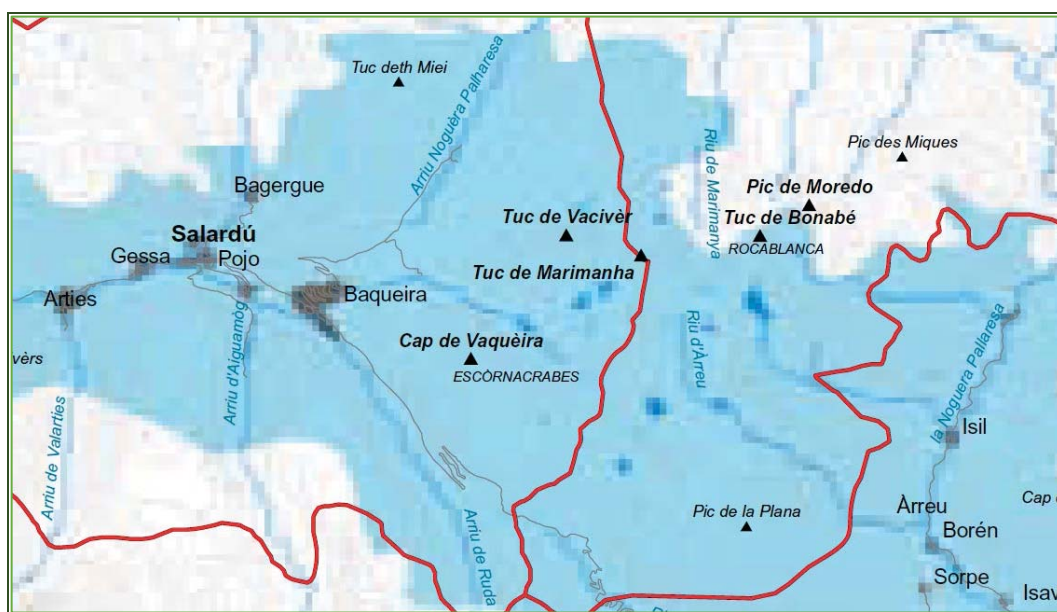 Tuc deth Miei
Arriu Noguèra Palharesa
Riu de Marimanya
Pic des Miques
Bagergue
Pic de Moredo
Tuc de Vacivèr
Tuc de Bonabé
ROCABLANCA
Salardú
Gessa
Pojo
Tuc de Marimanha
Arties
Baqueira
Arriu d'Aiguamòg
Riu d'Àrreu
la Noguera Pallaresa
vèrs
Cap de Vaquèira
ESCÒRNACRABES
Arriu de Valarties
Isil
Àrreu
Cap
Pic de la Plana
Arriu de Ruda
Borén
Sorpe
Isav